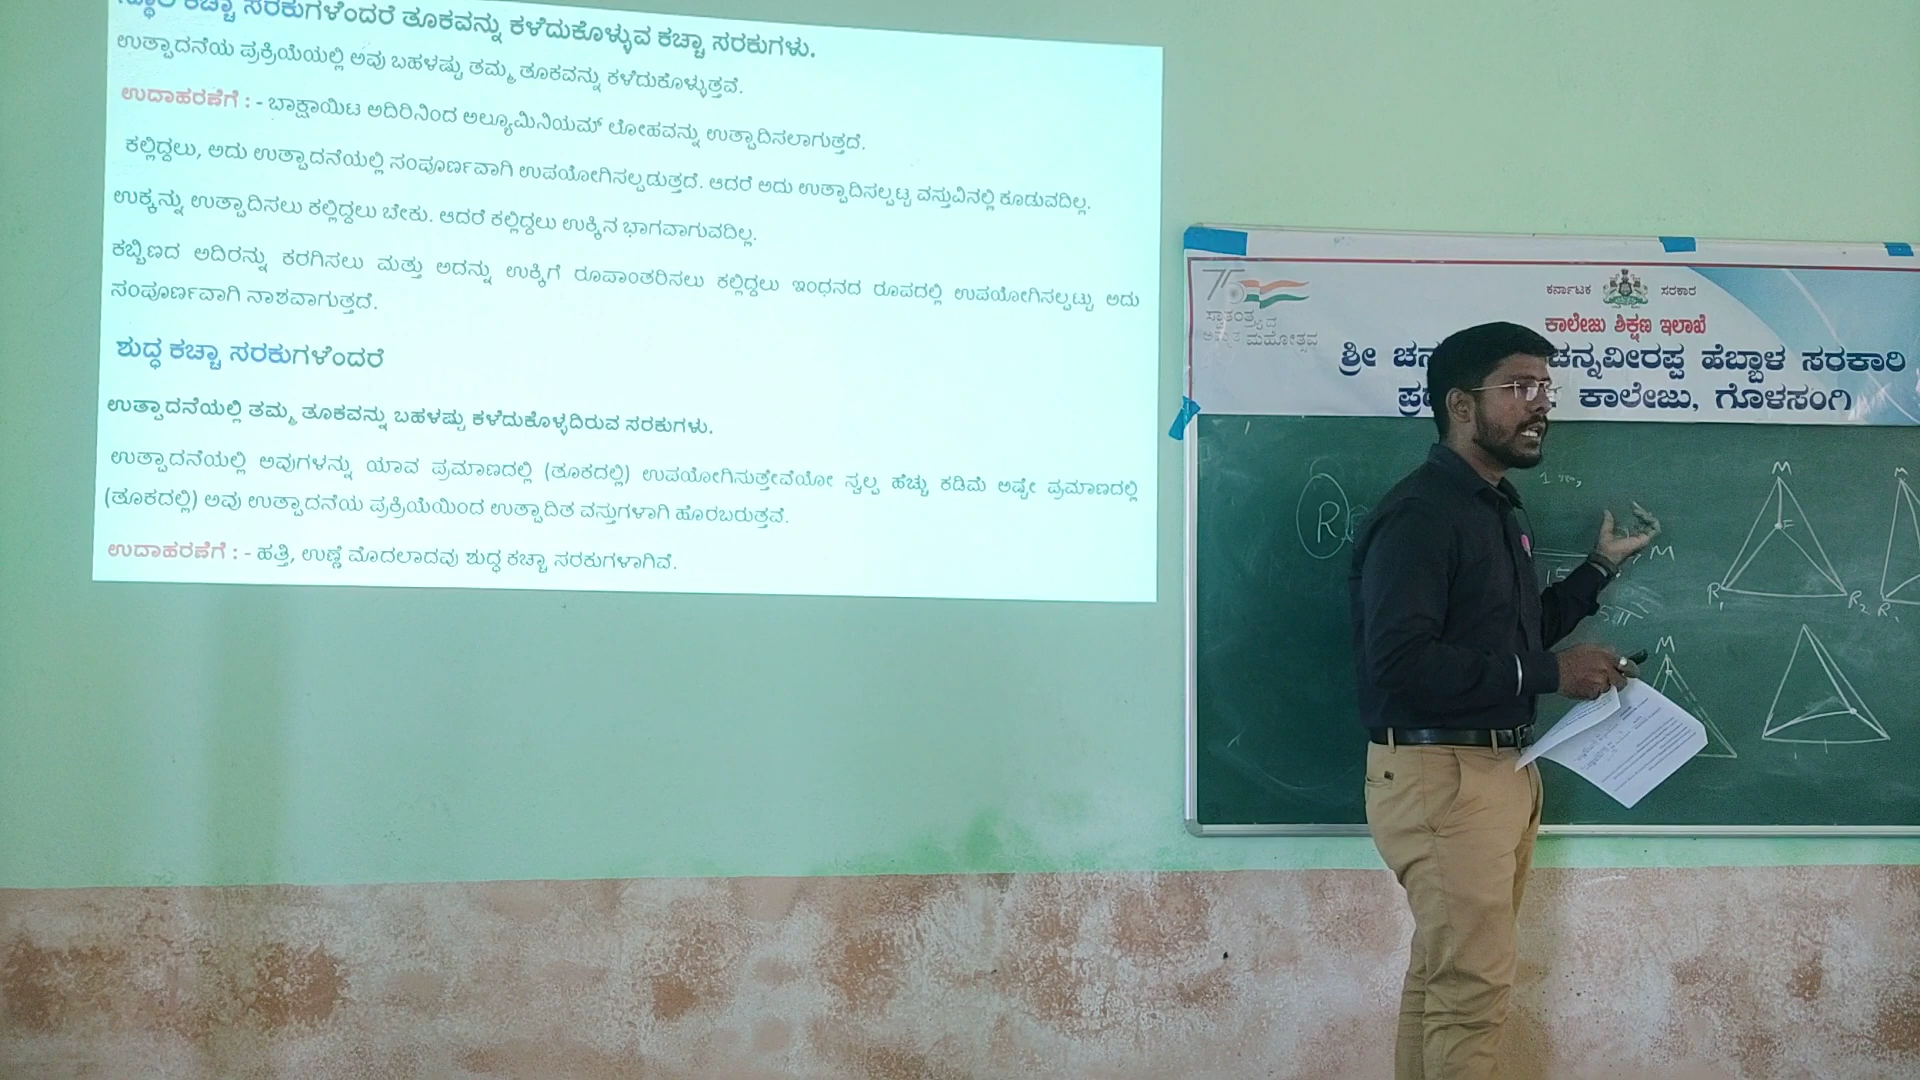 ಕಚ್ಚಾ ಸರಕುಗಳೆಂದರೆ ತೂಕವನ್ನು ಕಳೆದುಕೊಳ್ಳುವ ಕಚ್ಚಾ ಸರಕುಗಳು.
ಉತ್ಪಾದನೆಯ ಪ್ರಕ್ರಿಯೆಯಲ್ಲಿ ಅವು ಬಹಳಷ್ಟು ತಮ್ಮ ತೂಕವನ್ನು ಕಳೆದುಕೊಳ್ಳುತ್ತವೆ.
ಉದಾಹರಣೆಗೆ : - ಬಾಕ್ಸಾಯಿಟ ಅದಿರಿನಿಂದ ಅಲ್ಯೂಮಿನಿಯಮ್ ಲೋಹವನ್ನು ಉತ್ಪಾದಿಸಲಾಗುತ್ತದೆ.
ಕಲ್ಲಿದ್ದಲು, ಅದು ಉತ್ಪಾದನೆಯಲ್ಲಿ ಸಂಪೂರ್ಣವಾಗಿ ಉಪಯೋಗಿಸಲ್ಪಡುತ್ತದೆ. ಆದರೆ ಅದು ಉತ್ಪಾದಿಸಲ್ಪಟ್ಟ ವಸ್ತುವಿನಲ್ಲಿ ಕೂಡುವದಿಲ್ಲ.
ಉಕ್ಕನ್ನು ಉತ್ಪಾದಿಸಲು ಕಲ್ಲಿದ್ದಲು ಬೇಕು. ಆದರೆ ಕಲ್ಲಿದ್ದಲು ಉಕ್ಕಿನ ಭಾಗವಾಗುವದಿಲ್ಲ.
ಕಬ್ಬಿಣದ ಅದಿರನ್ನು ಕರಗಿಸಲು ಮತ್ತು ಅದನ್ನು ಉಕ್ಕಿಗೆ ರೂಪಾಂತರಿಸಲು ಕಲ್ಲಿದ್ದಲು ಇಂಧನದ ರೂಪದಲ್ಲಿ ಉಪಯೋಗಿಸಲ್ಪಟ್ಟು ಅದು
ಸಂಪೂರ್ಣವಾಗಿ ನಾಶವಾಗುತ್ತದೆ.
ಶುದ್ಧ ಕಚ್ಚಾ ಸರಕುಗಳೆಂದರೆ
ಉತ್ಪಾದನೆಯಲ್ಲಿ ತಮ್ಮ ತೂಕವನ್ನು ಬಹಳಷ್ಟು ಕಳೆದುಕೊಳ್ಳದಿರುವ ಸರಕುಗಳು.
ಉತ್ಪಾದನೆಯಲ್ಲಿ ಅವುಗಳನ್ನು ಯಾವ ಪ್ರಮಾಣದಲ್ಲಿ (ತೂಕದಲ್ಲಿ) ಉಪಯೋಗಿಸುತ್ತೇವೆಯೋ ಸ್ವಲ್ಪ ಹೆಚ್ಚು ಕಡಿಮೆ ಅಷ್ಟೇ ಪ್ರಮಾಣದಲ್ಲಿ
(ತೂಕದಲ್ಲಿ) ಅವು ಉತ್ಪಾದನೆಯ ಪ್ರಕ್ರಿಯೆಯಿಂದ ಉತ್ಪಾದಿತ ವಸ್ತುಗಳಾಗಿ ಹೊರಬರುತ್ತವೆ.
ಉದಾಹರಣೆಗೆ : - ಹತ್ತಿ, ಉಣ್ಣೆ ಮೊದಲಾದವು ಶುದ್ಧ ಕಚ್ಚಾ ಸರಕುಗಳಾಗಿವೆ.
75
ಸ್ವಾತಂತ್ರ್ಯದ
ಅಮೃತ ಮಹೋತ್ಸವ
ಕರ್ನಾಟಕ ಸರಕಾರ
ಕಾಲೇಜು ಶಿಕ್ಷಣ ಇಲಾಖೆ
ಶ್ರೀ ಚನ್ನವೀರಪ್ಪ ಹೆಬ್ಬಾಳ ಸರಕಾರಿ
ಕಾಲೇಜು, ಗೊಳಸಂಗಿ
R
M
M
F
R1
R2
M
R1
M